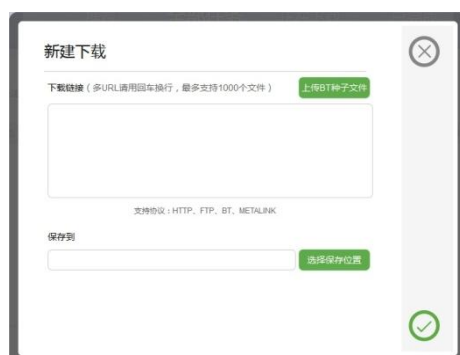 新建下载
下载链接（多URL请用回车换行，最多支持1000个文件）
上传BT种子文件
支持协议：HTTP、FTP、BT、METALINK
保存到
选择保存位置